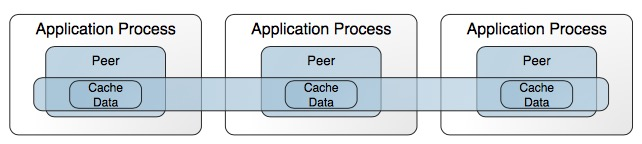 Application Process
Peer
Cache
Data
Application Process
Peer
Cache
Data
Application Process
Peer
Cache
Data